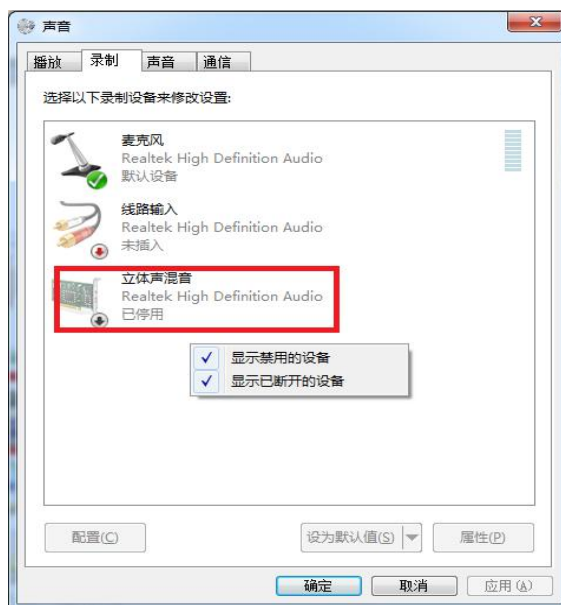 声音
播放 录制 声音 通信
选择以下录制设备来修改设置:
麦克风
Realtek High Definition Audio
默认设备
线路输入
Realtek High Definition Audio
未插入
立体声混音
Realtek High Definition Audio
已停用
显示禁用的设备
显示已断开的设备
配置(C) 设为默认值(S) 属性(P)
确定 取消 应用(A)